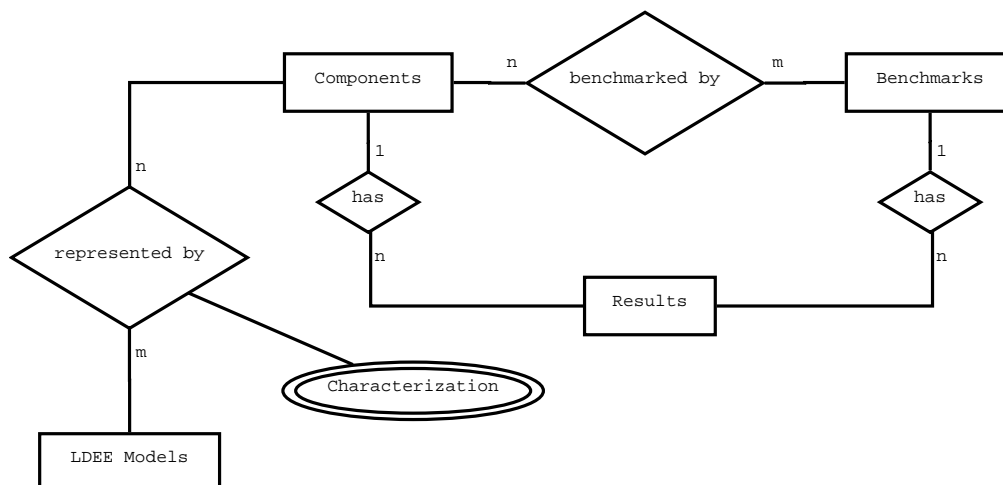 n
m
Components
benchmarked by
Benchmarks
1
1
n
has
has
represented by
n
n
Results
m
Characterization
LDEE Models